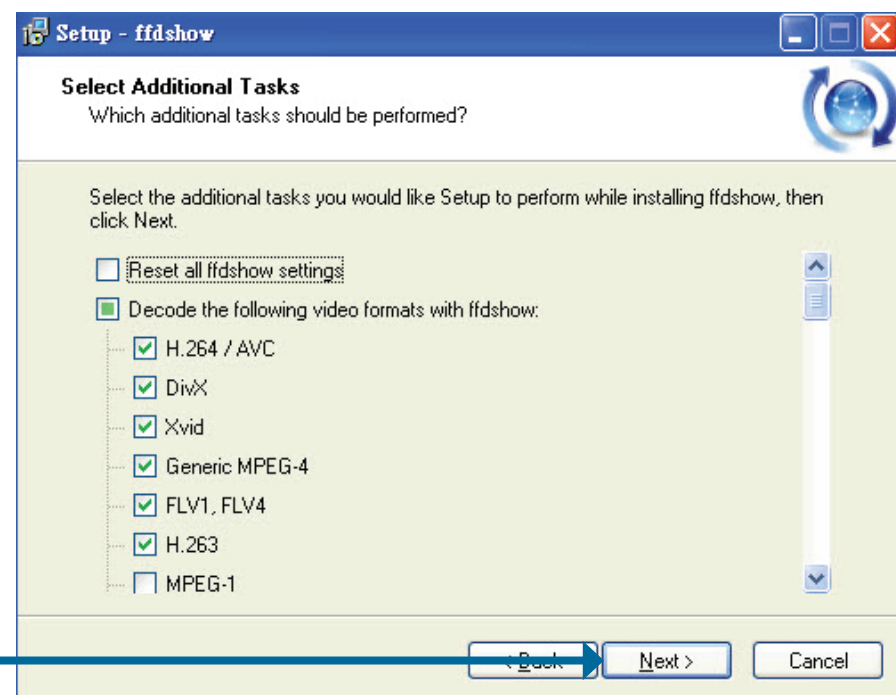 Setup - ffdshow
Select Additional Tasks
Which additional tasks should be performed?
Select the additional tasks you would like Setup to perform while installing ffdshow, then
click Next.
Reset all ffdshow settings
Decode the following video formats with ffdshow:
H.264 / AVC
DivX
Xvid
Generic MPEG-4
FLV1, FLV4
H.263
MPEG-1
< Back
Next >
Cancel